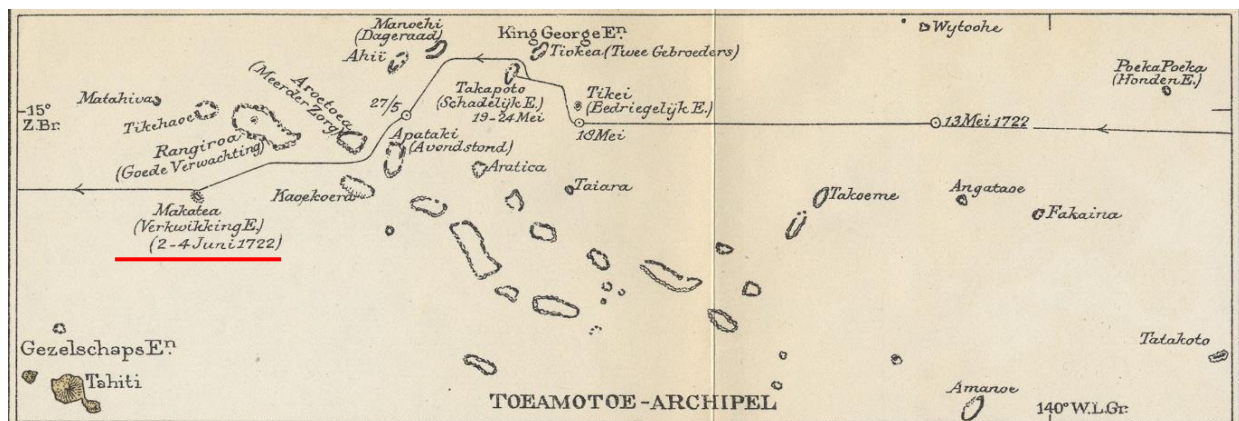 Manoehi
(Dageraad)
Ahiï
King George Eⁿ.
Tiokea (Twee Gebroeders)
Wytoohe
Poeka Poeka
(Honden E.)
Aroetoea
(Meerder Zorg)
Matahiva
Tikehaoe
27/5
Takapoto
(Schadelijk E.)
19-24 Mei
Tikei
(Bedriegelijk E.)
18 Mei
13 Mei 1722
15°
Z.Br.
Rangiroa
(Goede Verwachting)
Apataki
(Avondstond)
Aratica
Kaoekoera
Taiara
Takoeme
Angataoe
Fakaina
Makatea
(Verkwikking E.)
(2-4 Juni 1722)
Gezelschaps Eⁿ.
Tahiti
Tatakoto
Amanoe
TOEAMOTOE-ARCHIPEL
140° W.L.Gr.